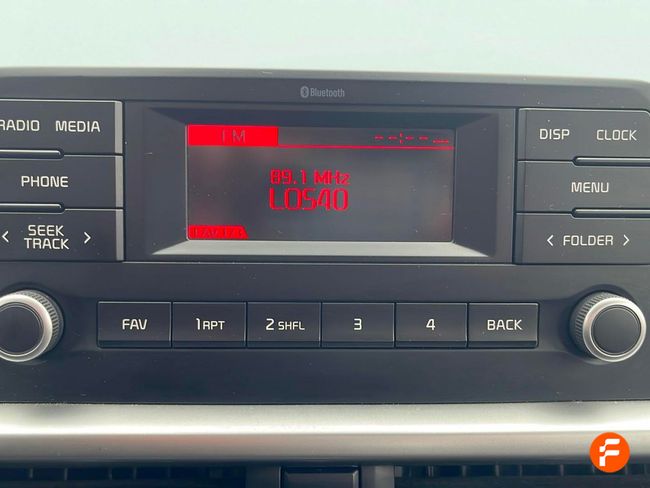 Bluetooth
RADIO MEDIA
FM
--:--
DISP CLOCK
PHONE
89.1 MHz
LOS40
MENU
< SEEK TRACK >
< FOLDER >
FAV
1 RPT
2 SHFL
3
4
BACK